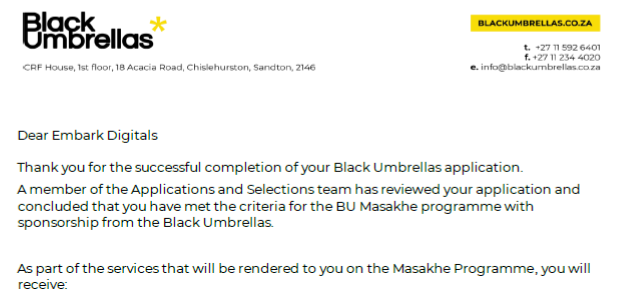 Black
Umbrellas
BLACKUMBRELLAS.CO.ZA
t. +27 11 592 6401
f. +27 11 234 4020
e. info@blackumbrellas.co.za
CRF House, 1st floor, 18 Acacia Road, Chislehurston, Sandton, 2146
Dear Embark Digitals
Thank you for the successful completion of your Black Umbrellas application.
A member of the Applications and Selections team has reviewed your application and
concluded that you have met the criteria for the BU Masakhe programme with
sponsorship from the Black Umbrellas.
As part of the services that will be rendered to you on the Masakhe Programme, you will
receive: